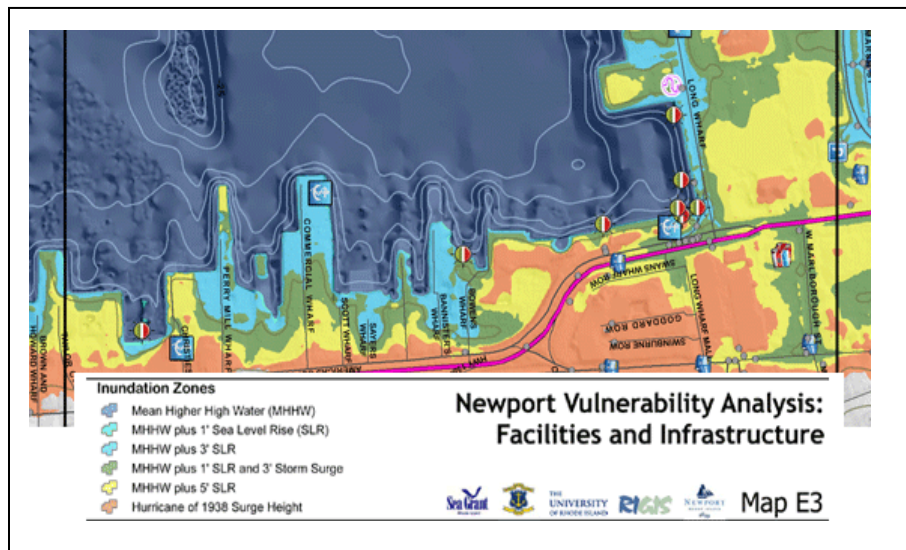 LONG WHARF
COMMERCIAL WHARF
PERRY MILL WHARF
SCOTT WHARF
SAYERS
WHARF
BANNISTER'S
WHARF
BOWEN'S
WHARF
SWANS WHARF ROW
GODDARD ROW
SWINBURNE ROW
LONG WHARF MALL
W MARLBOROUGH ST
BROWN AND
HOWARD WHARF
Inundation Zones
Mean Higher High Water (MHHW)
MHHW plus 1' Sea Level Rise (SLR)
MHHW plus 3' SLR
MHHW plus 1' SLR and 3' Storm Surge
MHHW plus 5' SLR
Hurricane of 1938 Surge Height
Newport Vulnerability Analysis:
Facilities and Infrastructure
Sea Grant
THE
UNIVERSITY
OF RHODE ISLAND
RIGIS
NEWPORT
Map E3